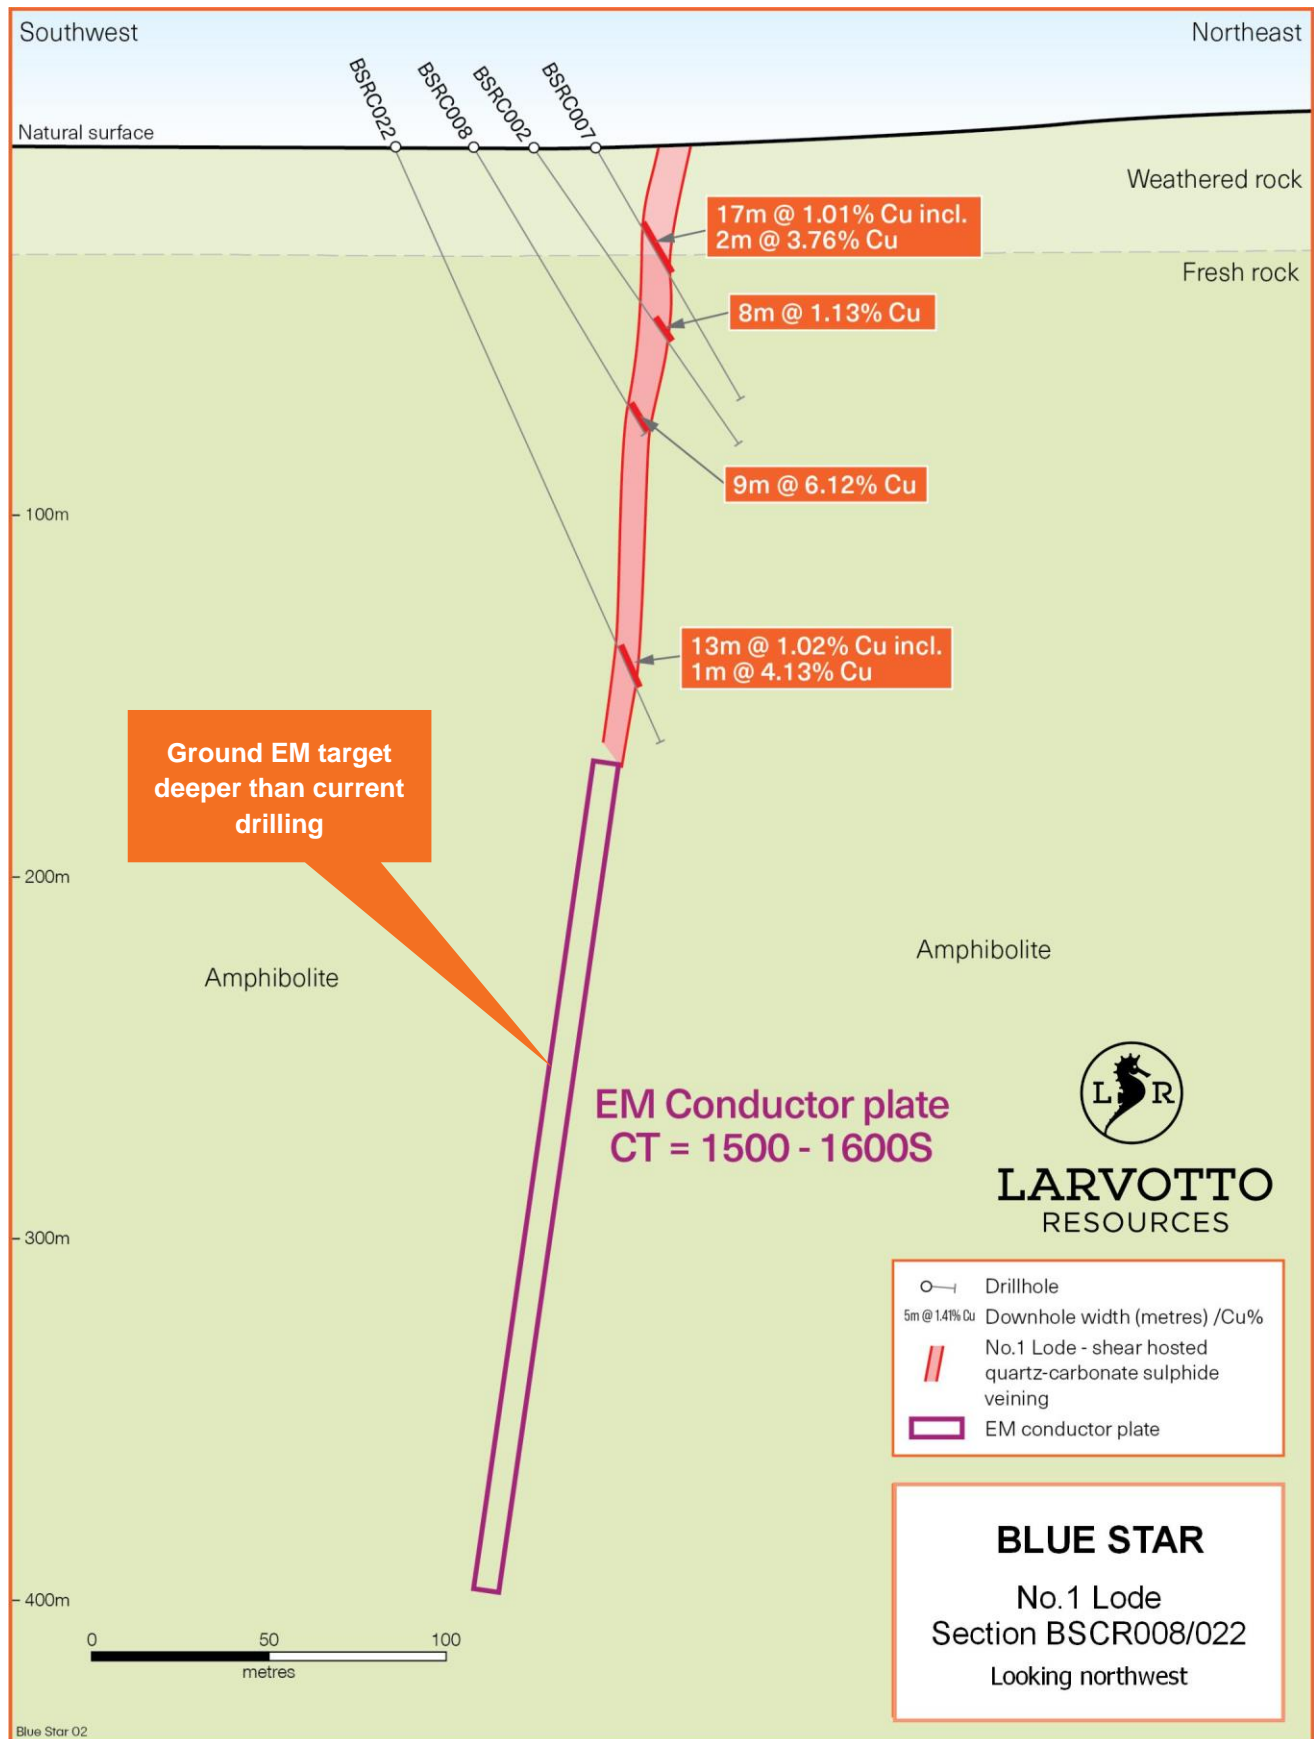 Southwest
Northeast
BSRC022
BSRC008
BSRC002
BSRC007
Natural surface
Weathered rock
17m @ 1.01% Cu incl.
2m @ 3.76% Cu
Fresh rock
8m @ 1.13% Cu
9m @ 6.12% Cu
100m
13m @ 1.02% Cu incl.
1m @ 4.13% Cu
Ground EM target
deeper than current
drilling
200m
Amphibolite
Amphibolite
EM Conductor plate
CT = 1500 - 1600S
L R
LARVOTTO
RESOURCES
300m
Drillhole
5m @ 1.41% Cu Downhole width (metres) /Cu%
No.1 Lode - shear hosted
quartz-carbonate sulphide
veining
EM conductor plate
BLUE STAR
No.1 Lode
Section BSCR008/022
Looking northwest
400m
0 50 100
metres
Blue Star 02